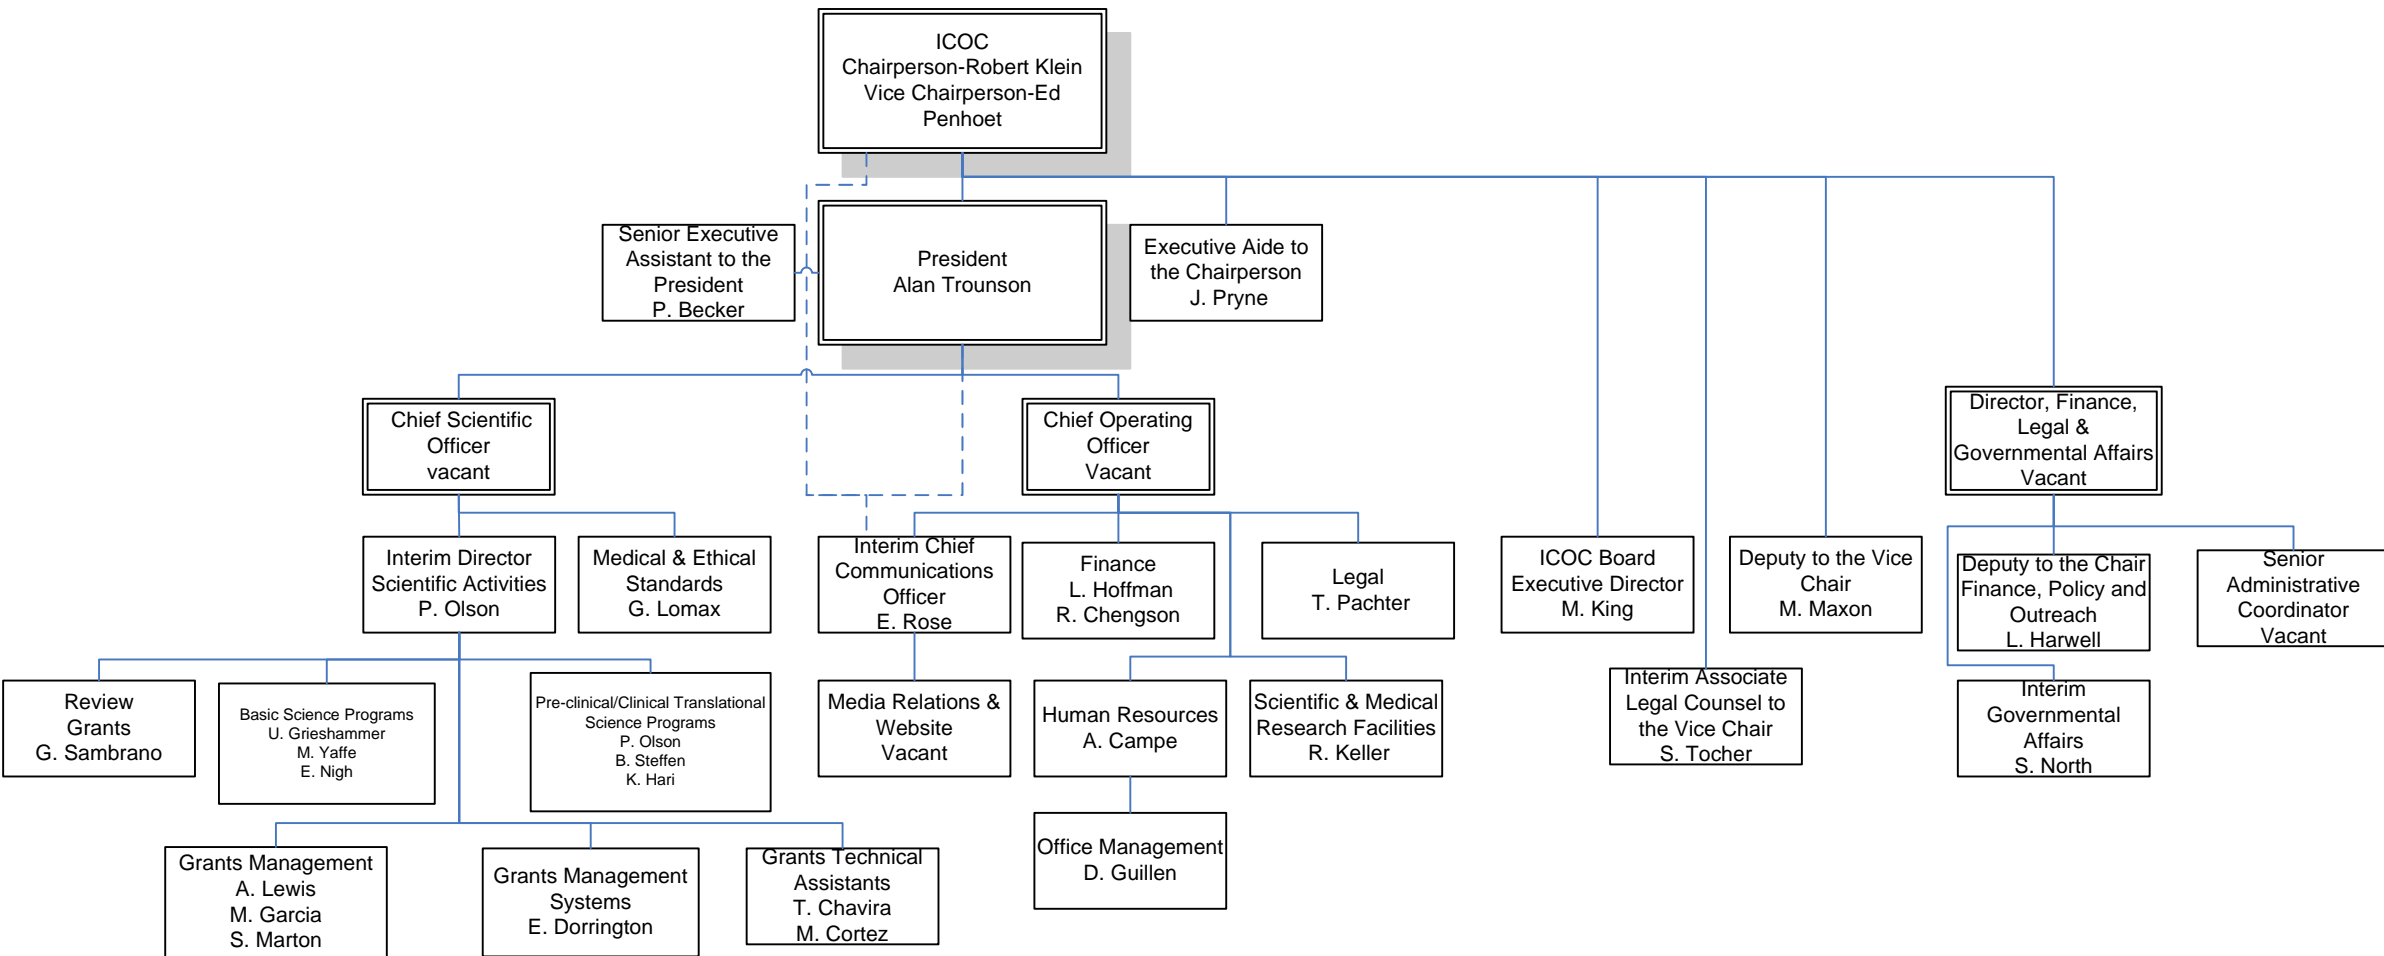 ICOC
Chairperson-Robert Klein
Vice Chairperson-Ed
Penhoet
Senior Executive
Assistant to the
President
P. Becker
President
Alan Trounson
Executive Aide to
the Chairperson
J. Pryne
Chief Scientific
Officer
vacant
Chief Operating
Officer
Vacant
Director, Finance,
Legal &
Governmental Affairs
Vacant
Interim Director
Scientific Activities
P. Olson
Medical & Ethical
Standards
G. Lomax
Interim Chief
Communications
Officer
E. Rose
Finance
L. Hoffman
R. Chengson
Legal
T. Pachter
ICOC Board
Executive Director
M. King
Deputy to the Vice
Chair
M. Maxon
Deputy to the Chair
Finance, Policy and
Outreach
L. Harwell
Senior
Administrative
Coordinator
Vacant
Review
Grants
G. Sambrano
Basic Science Programs
U. Grieshammer
M. Yaffe
E. Nigh
Pre-clinical/Clinical Translational
Science Programs
P. Olson
B. Steffen
K. Hari
Media Relations &
Website
Vacant
Human Resources
A. Campe
Scientific & Medical
Research Facilities
R. Keller
Interim Associate
Legal Counsel to
the Vice Chair
S. Tocher
Interim
Governmental
Affairs
S. North
Grants Management
A. Lewis
M. Garcia
S. Marton
Grants Management
Systems
E. Dorrington
Grants Technical
Assistants
T. Chavira
M. Cortez
Office Management
D. Guillen